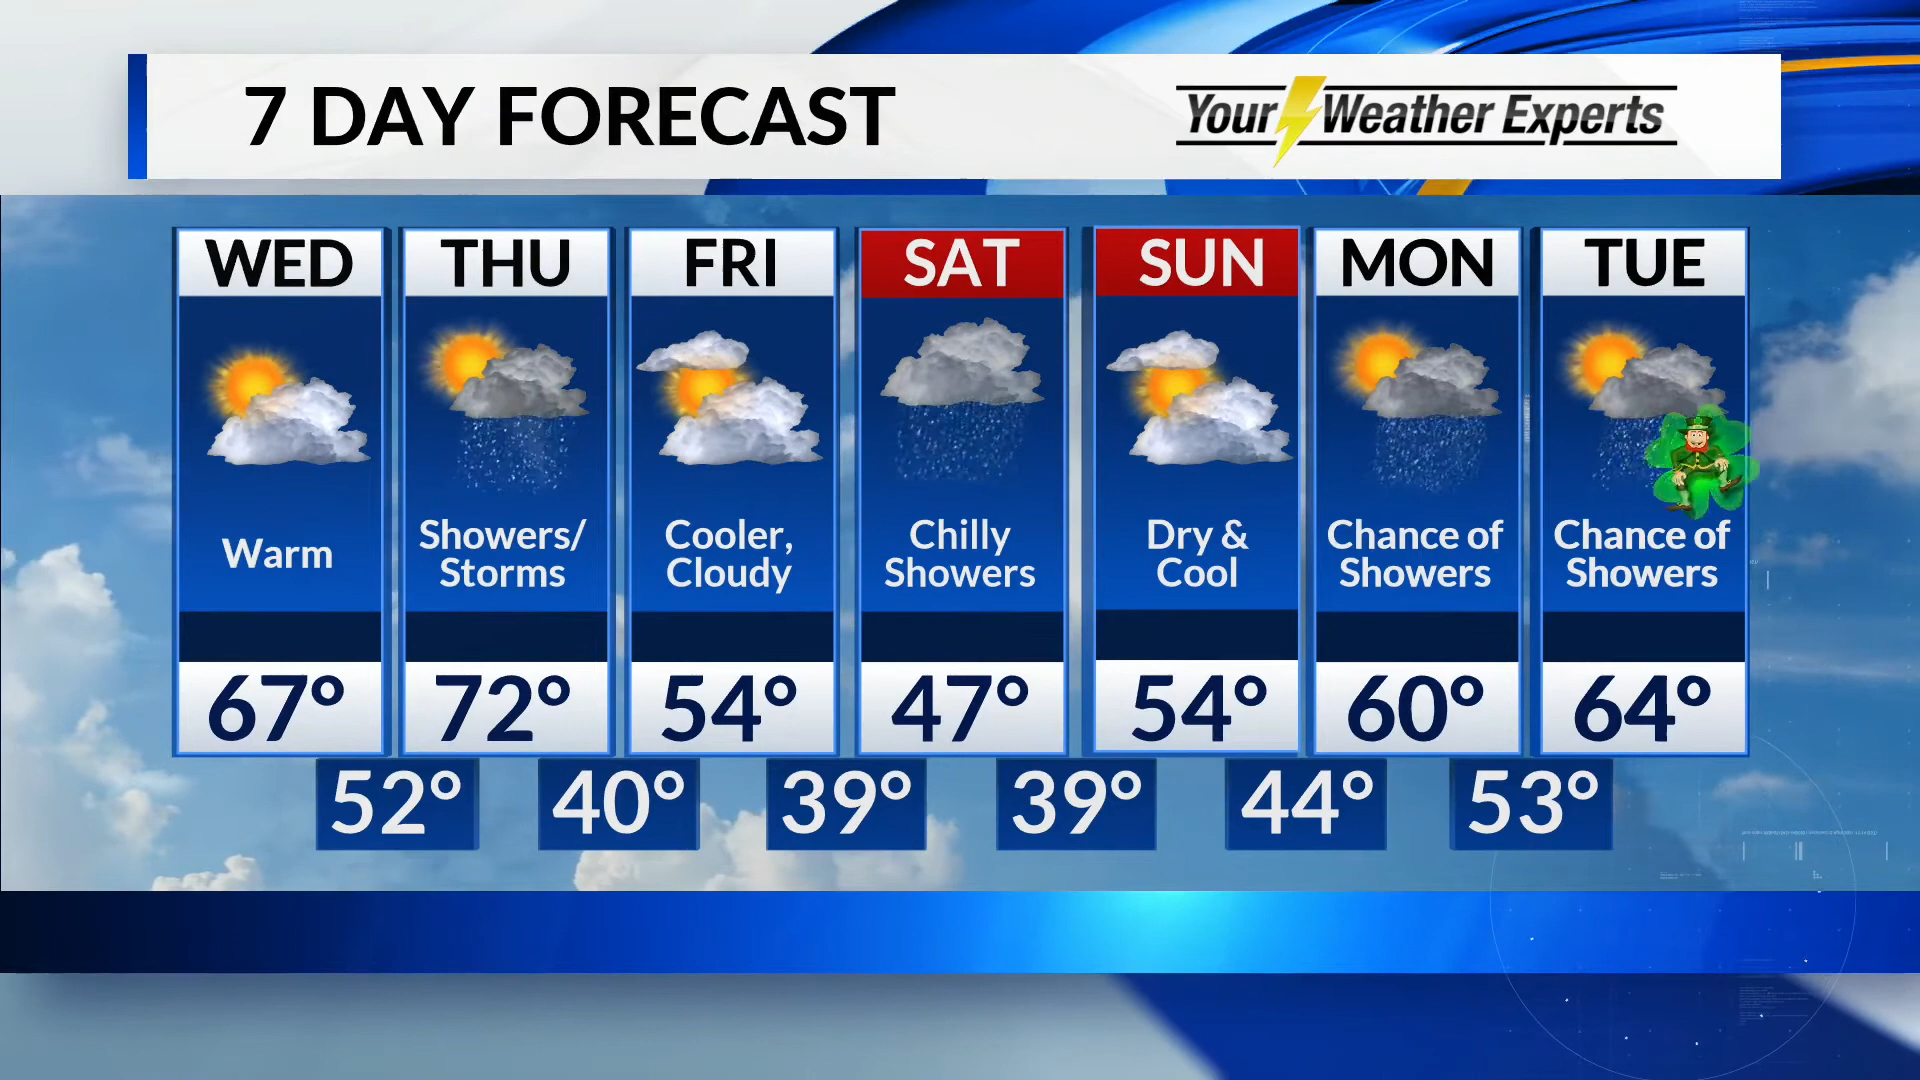 7 DAY FORECAST
Your Weather Experts
WED THU FRI SAT SUN MON TUE
Warm
Showers/
Storms
Cooler,
Cloudy
Chilly
Showers
Dry &
Cool
Chance of
Showers
Chance of
Showers
67° 72° 54° 47° 54° 60° 64°
52° 40° 39° 39° 44° 53°